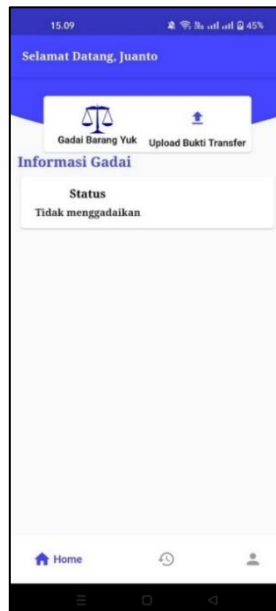 15.09
45%
Selamat Datang, Juanto
Gadai Barang Yuk
Upload Bukti Transfer
Informasi Gadai
Status
Tidak menggadaikan
Home